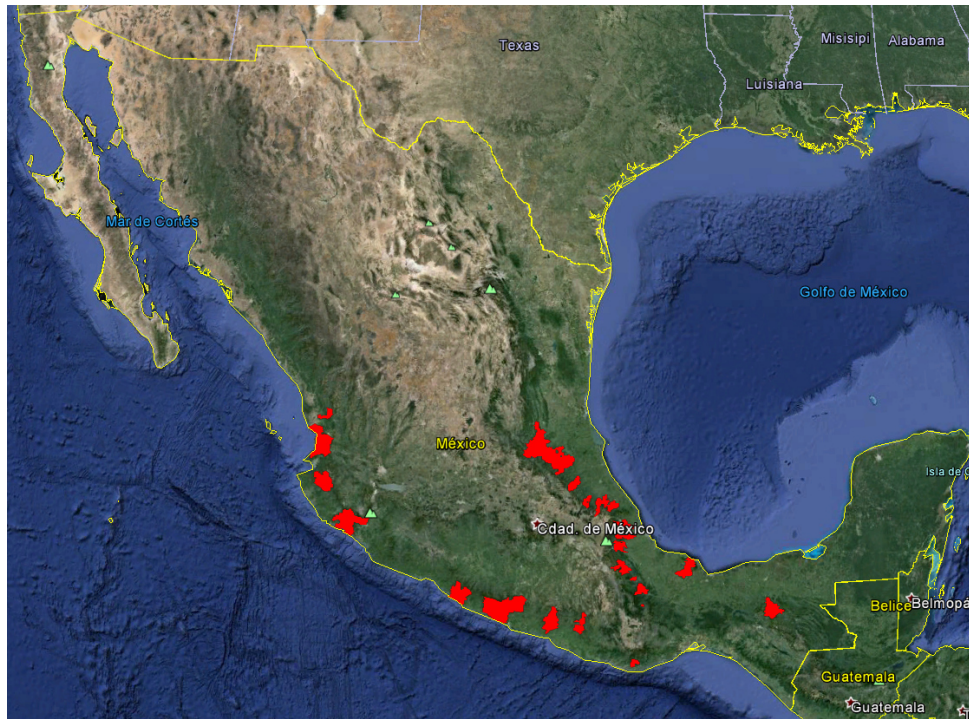 Texas
Misisipi
Alabama
Luisiana
Mar de Cortés
Golfo de México
México
Isla de
Cdad. de México
Belice
Belmopá
Guatemala
Guatemala